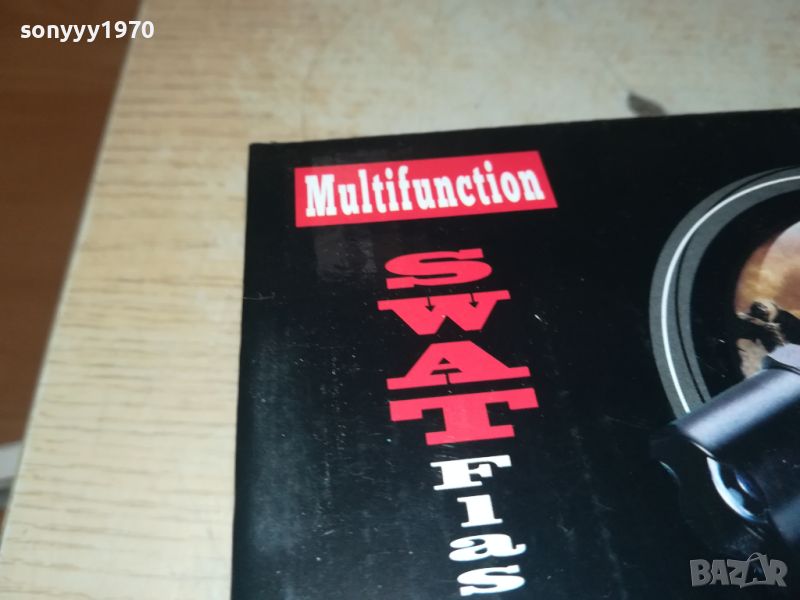 sonyyy1970
Multifunction
SWAT
Flas
BAZAR